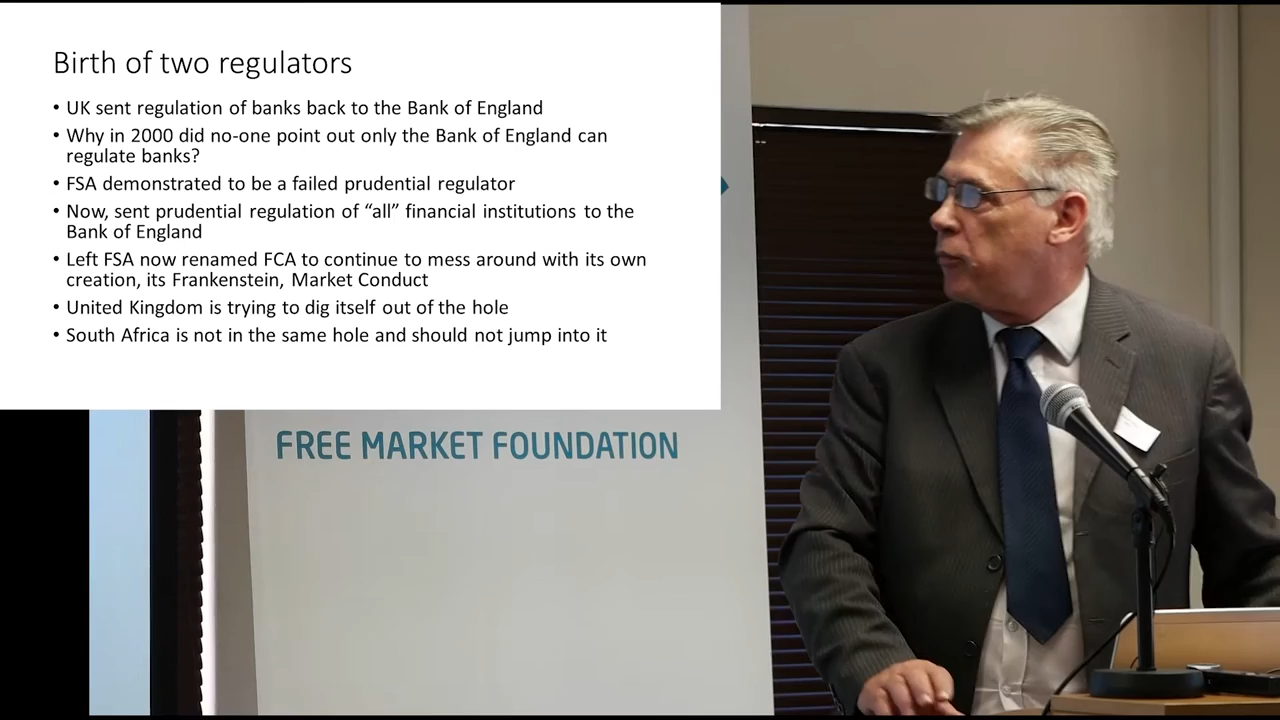 Birth of two regulators
• UK sent regulation of banks back to the Bank of England
• Why in 2000 did no-one point out only the Bank of England can
regulate banks?
• FSA demonstrated to be a failed prudential regulator
• Now, sent prudential regulation of “all” financial institutions to the
Bank of England
• Left FSA now renamed FCA to continue to mess around with its own
creation, its Frankenstein, Market Conduct
• United Kingdom is trying to dig itself out of the hole
• South Africa is not in the same hole and should not jump into it
FREE MARKET FOUNDATION